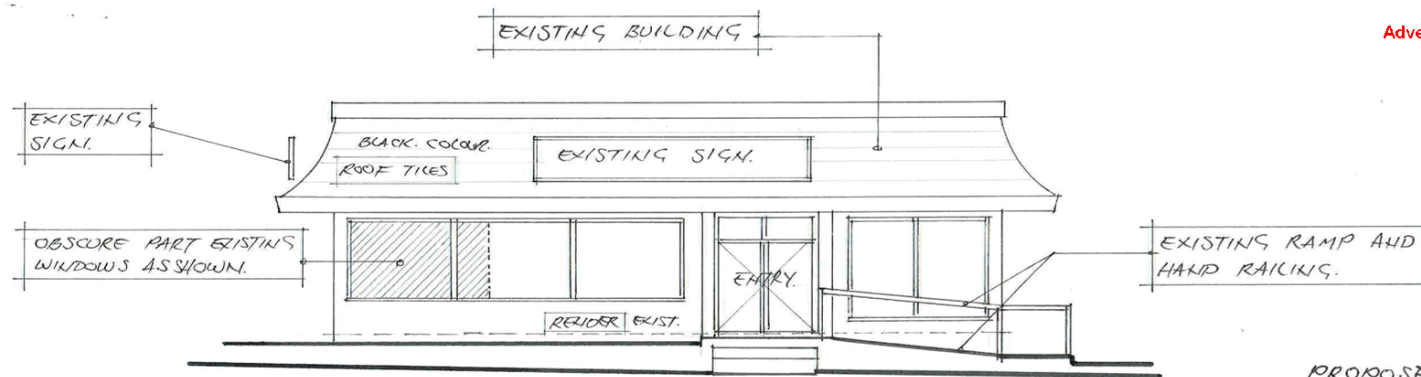 EXISTING BUILDING
Adve
EXISTING
SIGN.
BLACK. COLOUR.
ROOF TILES
EXISTING SIGN.
OBSCURE PART EXISTING
WINDOWS AS SHOWN.
ENTRY.
EXISTING RAMP AND
HAND RAILING.
RENDER EXIST.
PROPOSE